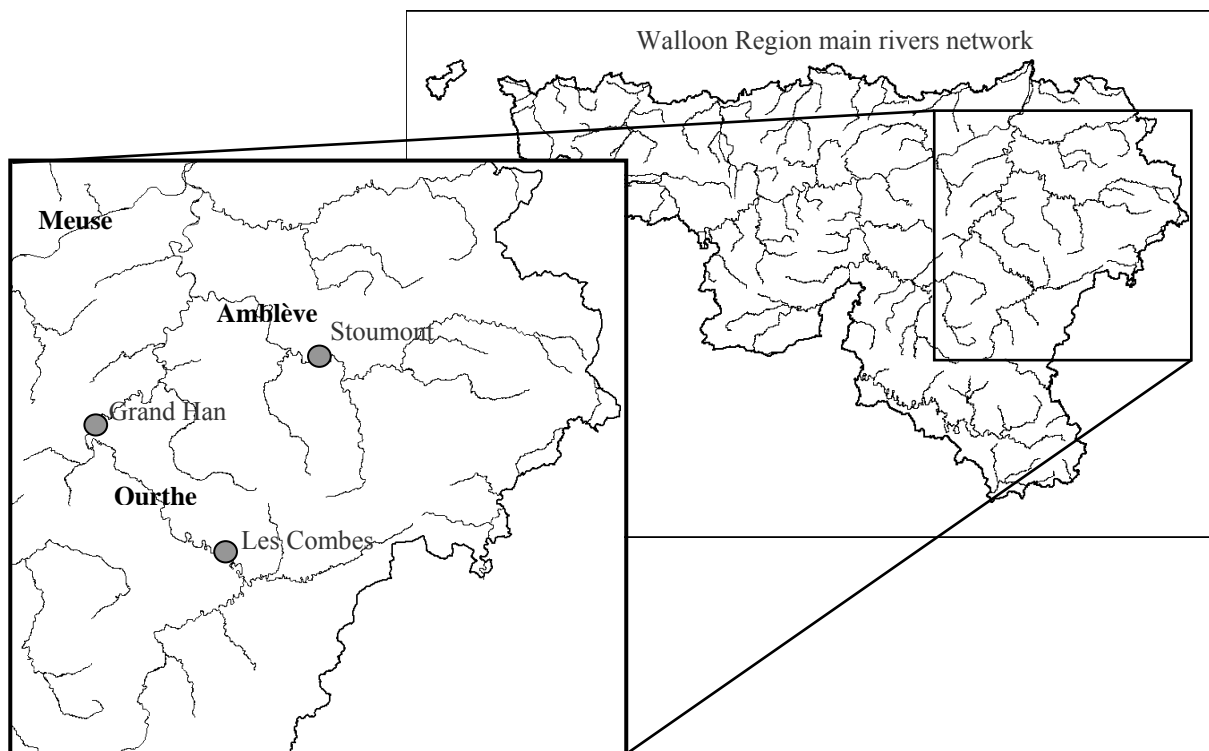 Walloon Region main rivers network
Meuse
Amblève
Stoumont
Grand Han
Ourthe
Les Combes